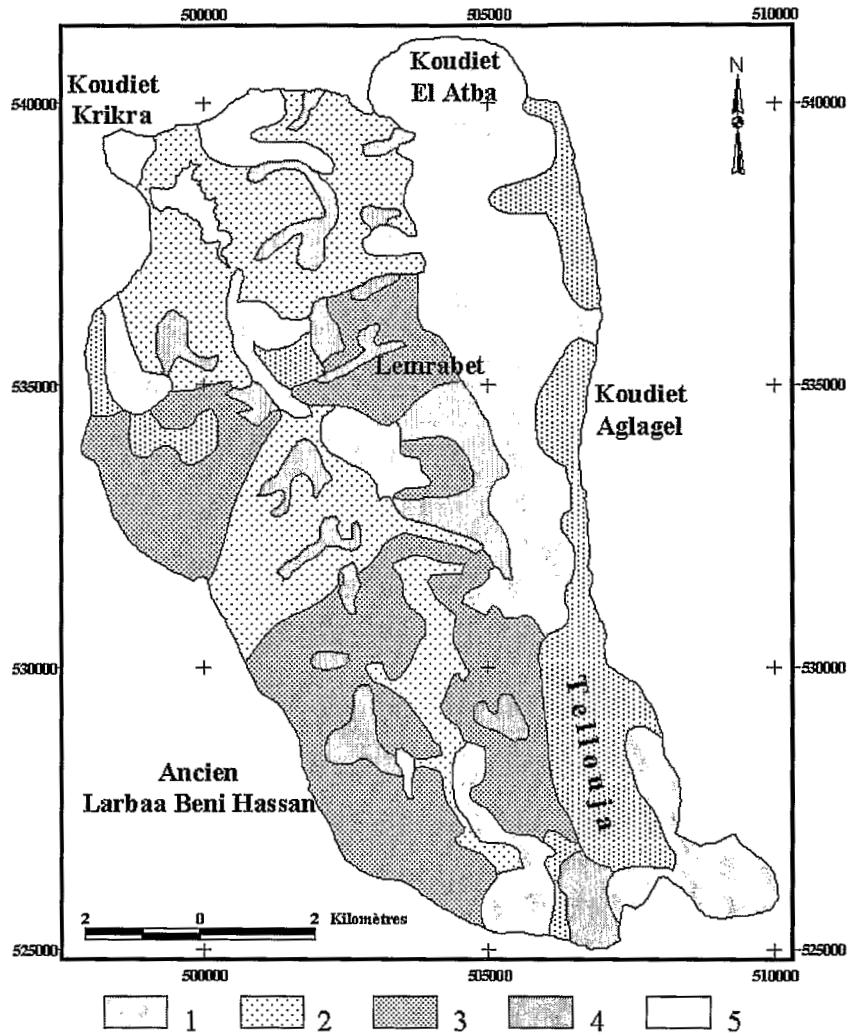 500000 505000 510000
Koudiet
Krikra
Koudiet
El Atba
N
540000 540000
Lemrabet
535000 535000
Koudiet
Aglagel
530000 530000
Tellouja
Ancien
Larbaa Beni Hassan
2 0 2 Kilomètres
525000 525000
500000 505000 510000
1 2 3 4 5